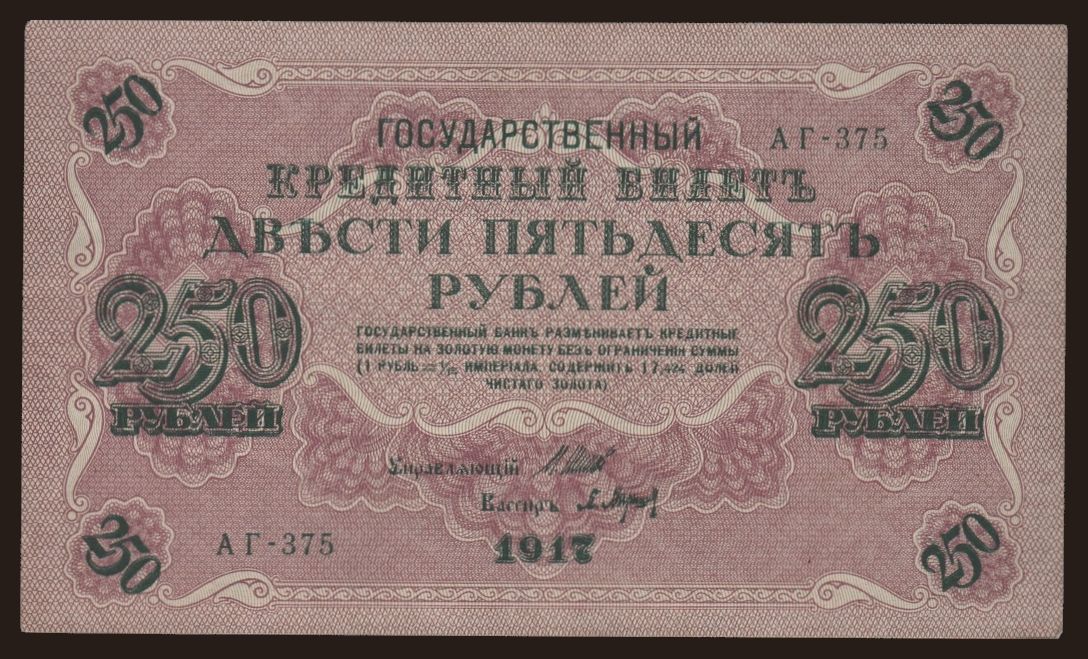 250 250
ГОСУДАРСТВЕННЫЙ АГ-375
КРЕДИТНЫЙ БИЛЕТЪ
ДВѢСТИ ПЯТЬДЕСЯТЪ
РУБЛЕЙ
250 250
РУБЛЕЙ РУБЛЕЙ
ГОСУДАРСТВЕННЫЙ БАНКЪ РАЗМѢНИВАЕТЪ КРЕДИТНЫЕ
БИЛЕТЫ НА ЗОЛОТУЮ МОНЕТУ БЕЗЪ ОГРАНИЧЕНІЯ СУММЫ
(1 РУБЛЬ = 1/15 ИМПЕРІАЛА, СОДЕРЖИТЪ 17,424 ДОЛЕЙ
ЧИСТАГО ЗОЛОТА)
Управляющій
Кассиръ
АГ-375 1917
250 250